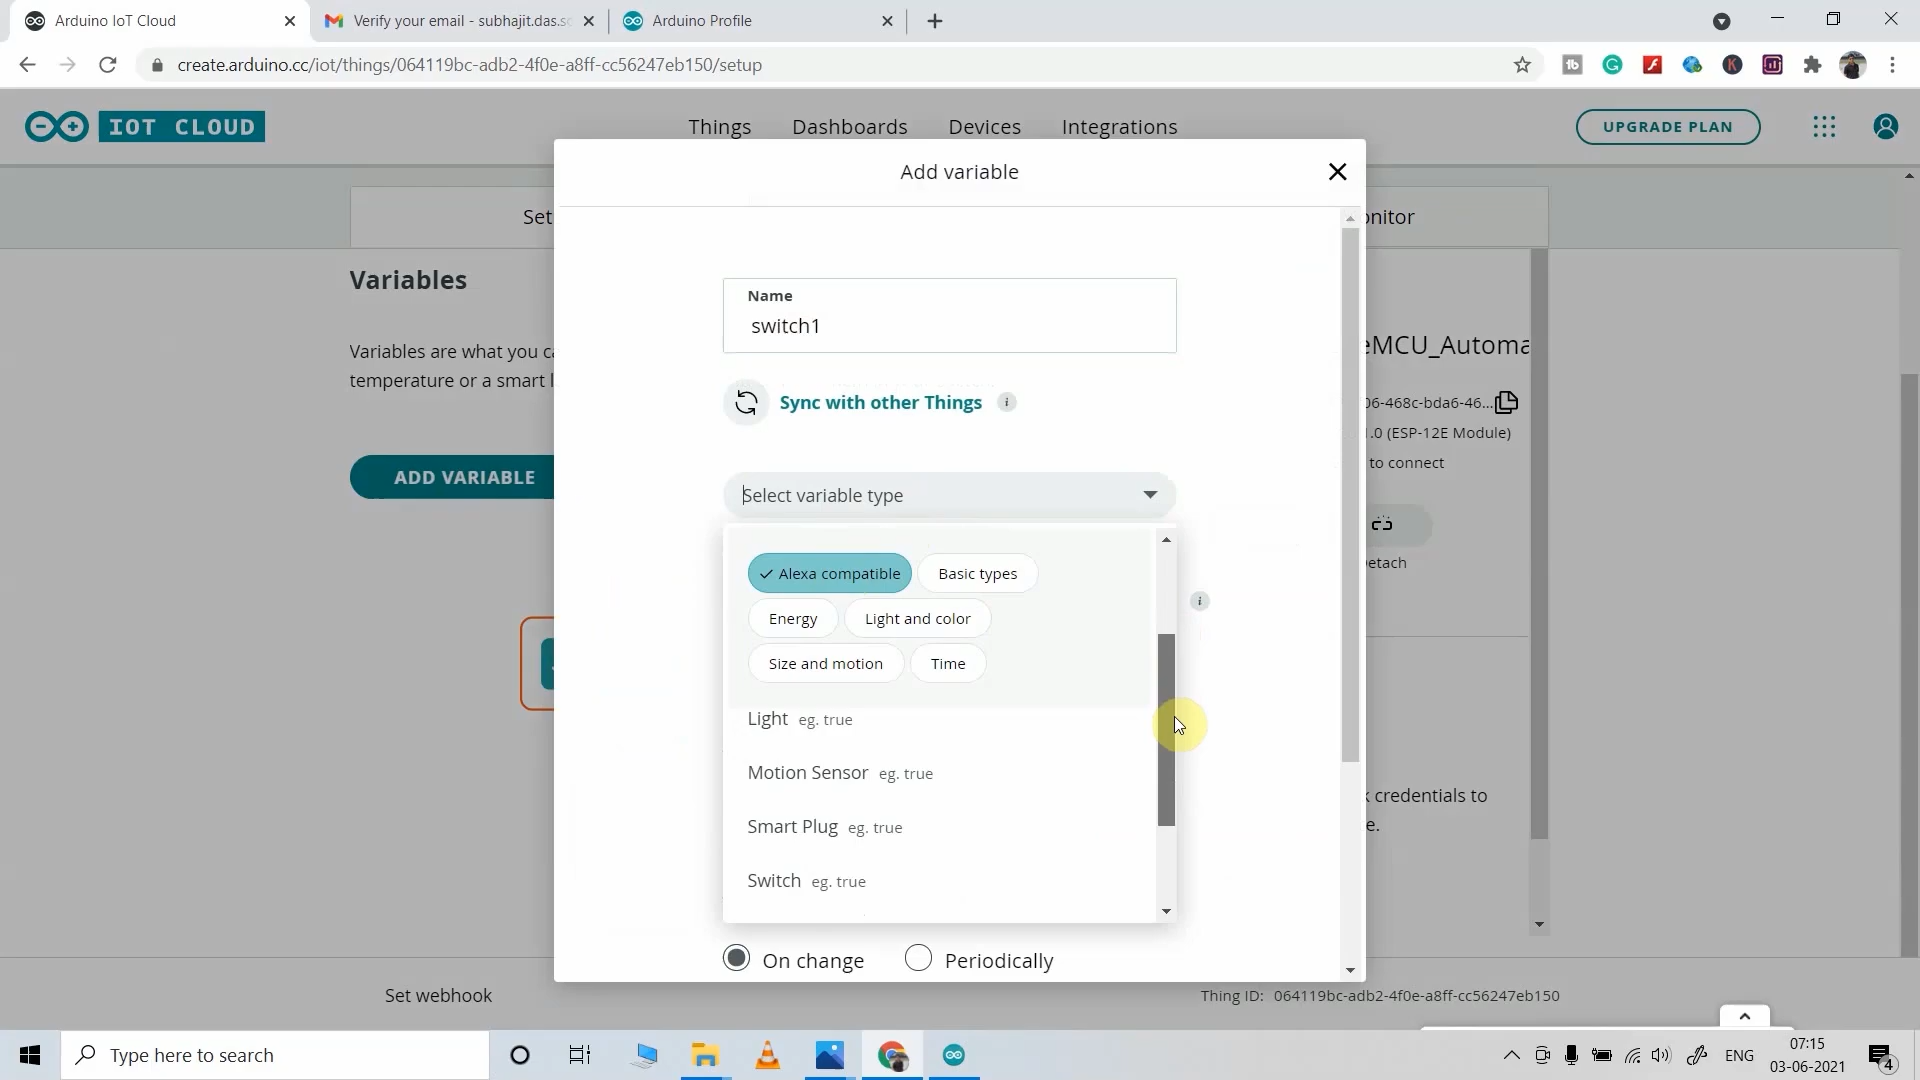 Arduino IoT Cloud
Verify your email - subhajit.das.sc
Arduino Profile
create.arduino.cc/iot/things/064119bc-adb2-4f0e-a8ff-cc56247eb150/setup
IOT CLOUD
Things
Dashboards
Devices
Integrations
UPGRADE PLAN
Add variable
Set
onitor
Variables
Name
switch1
Variables are what you ca
temperature or a smart l
eMCU_Automa
Sync with other Things
i
06-468c-bda6-46...
1.0 (ESP-12E Module)
to connect
ADD VARIABLE
Select variable type
etach
Alexa compatible
Basic types
Energy
Light and color
i
Size and motion
Time
Light eg. true
Motion Sensor eg. true
Smart Plug eg. true
k credentials to
e.
Switch eg. true
On change
Periodically
Set webhook
Thing ID: 064119bc-adb2-4f0e-a8ff-cc56247eb150
Type here to search
ENG
07:15
03-06-2021
4